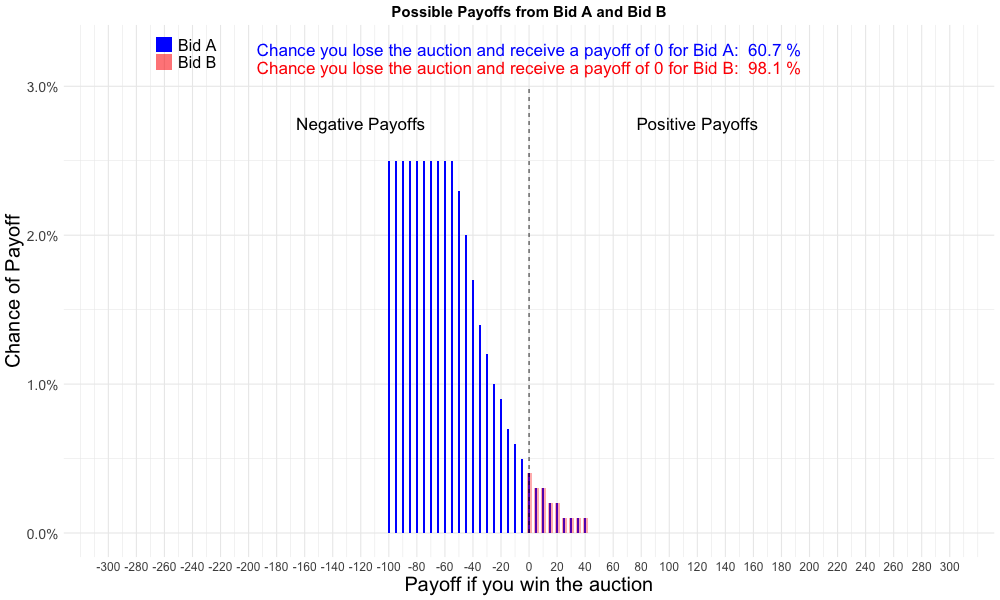 Possible Payoffs from Bid A and Bid B
Bid A
Bid B
Chance you lose the auction and receive a payoff of 0 for Bid A:  60.7 %
Chance you lose the auction and receive a payoff of 0 for Bid B:  98.1 %
Negative Payoffs
Positive Payoffs
Chance of Payoff
3.0%
2.0%
1.0%
0.0%
-300 -280 -260 -240 -220 -200 -180 -160 -140 -120 -100 -80 -60 -40 -20 0 20 40 60 80 100 120 140 160 180 200 220 240 260 280 300
Payoff if you win the auction